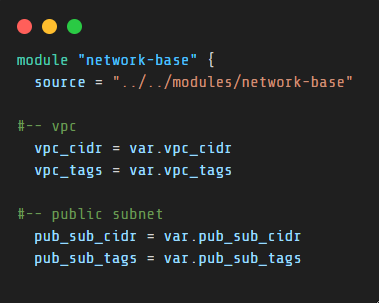 module "network-base" {
  source = "../../modules/network-base"

#-- vpc
  vpc_cidr = var.vpc_cidr
  vpc_tags = var.vpc_tags

#-- public subnet
  pub_sub_cidr = var.pub_sub_cidr
  pub_sub_tags = var.pub_sub_tags